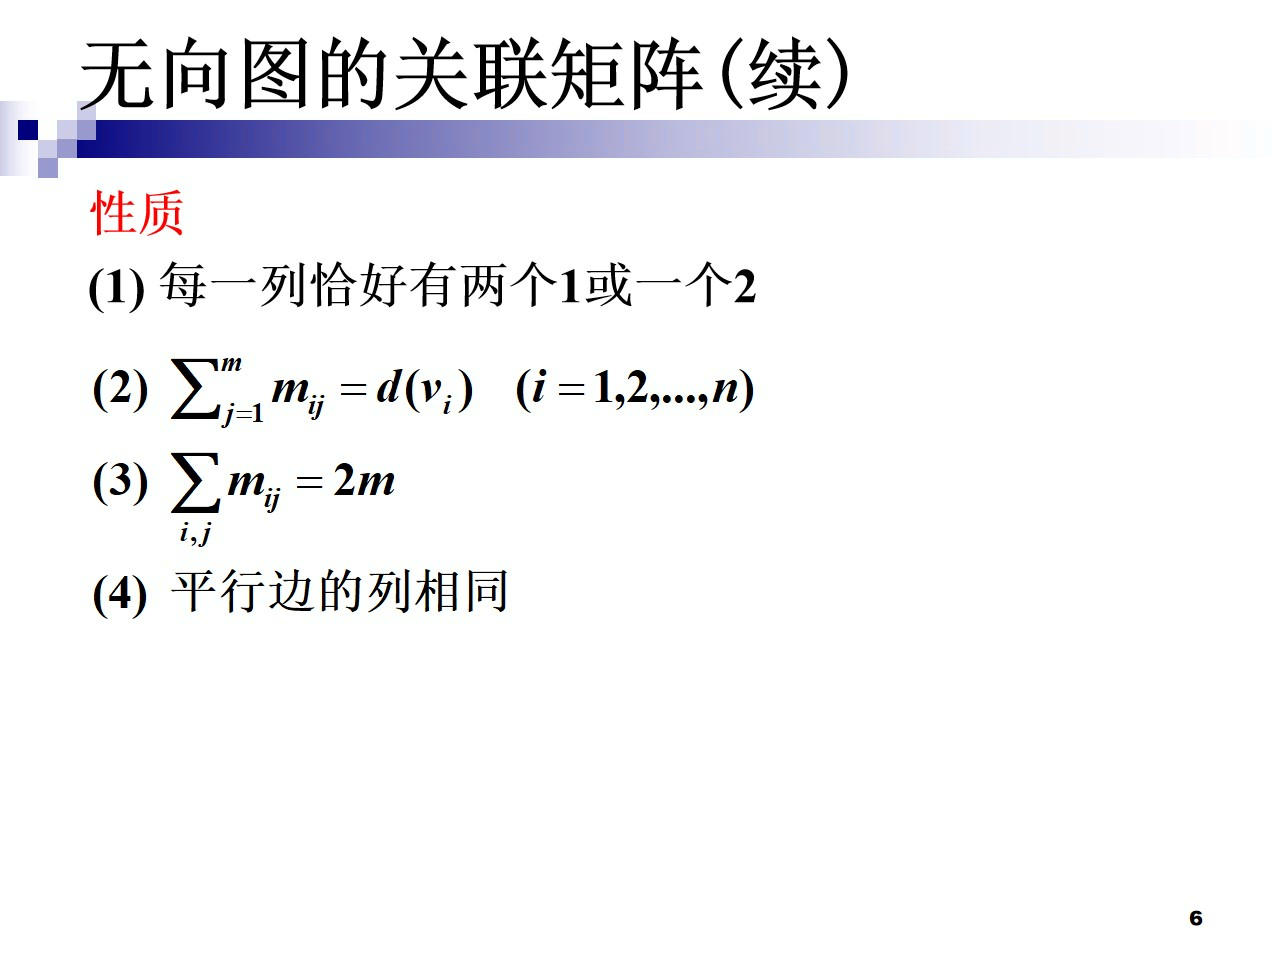 无向图的关联矩阵(续)
性质
(1) 每一列恰好有两个1或一个2
(2) ∑_{j=1}^{m} m_{ij} = d(v_i) (i = 1,2,...,n)
(3) ∑_{i,j} m_{ij} = 2m
(4) 平行边的列相同
6